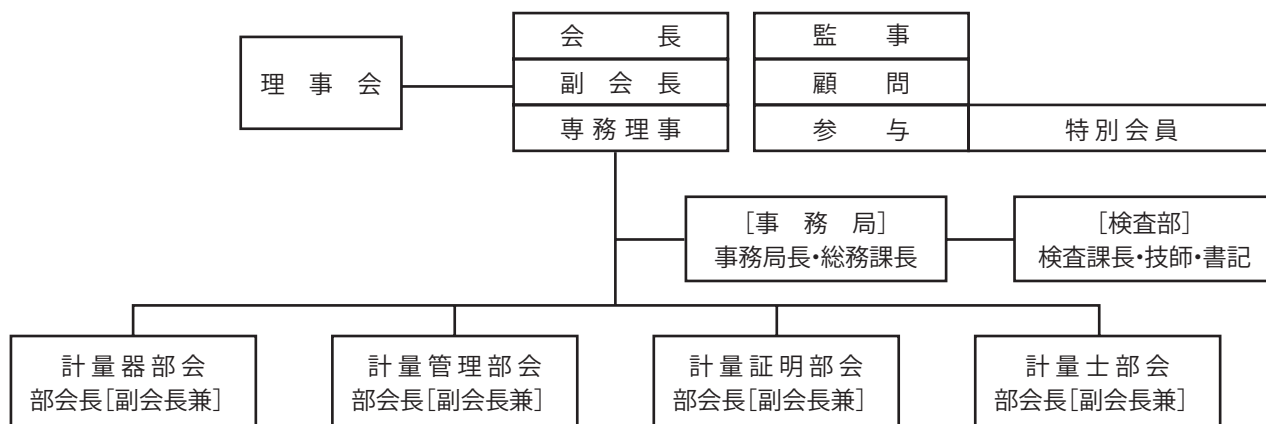 理事会
会長
副会長
専務理事
監事
顧問
参与
特別会員
［事務局］
事務局長・総務課長
［検査部］
検査課長・技師・書記
計量器部会
部会長［副会長兼］
計量管理部会
部会長［副会長兼］
計量証明部会
部会長［副会長兼］
計量士部会
部会長［副会長兼］